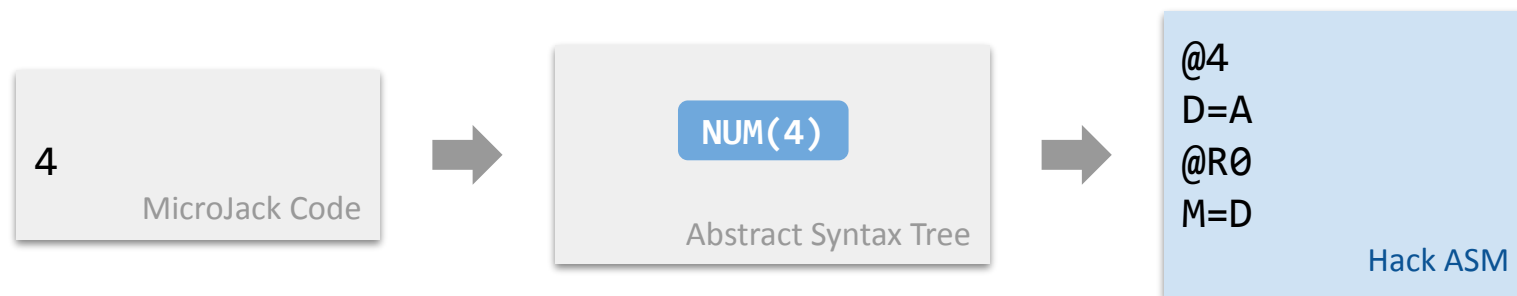 4
MicroJack Code
NUM(4)
Abstract Syntax Tree
@4
D=A
@R0
M=D
Hack ASM